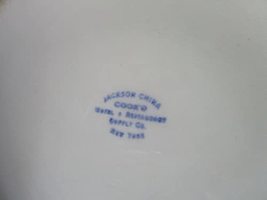 JACKSON CHINA
COOK'S
HOTEL & RESTAURANT
SUPPLY CO.
NEW YORK